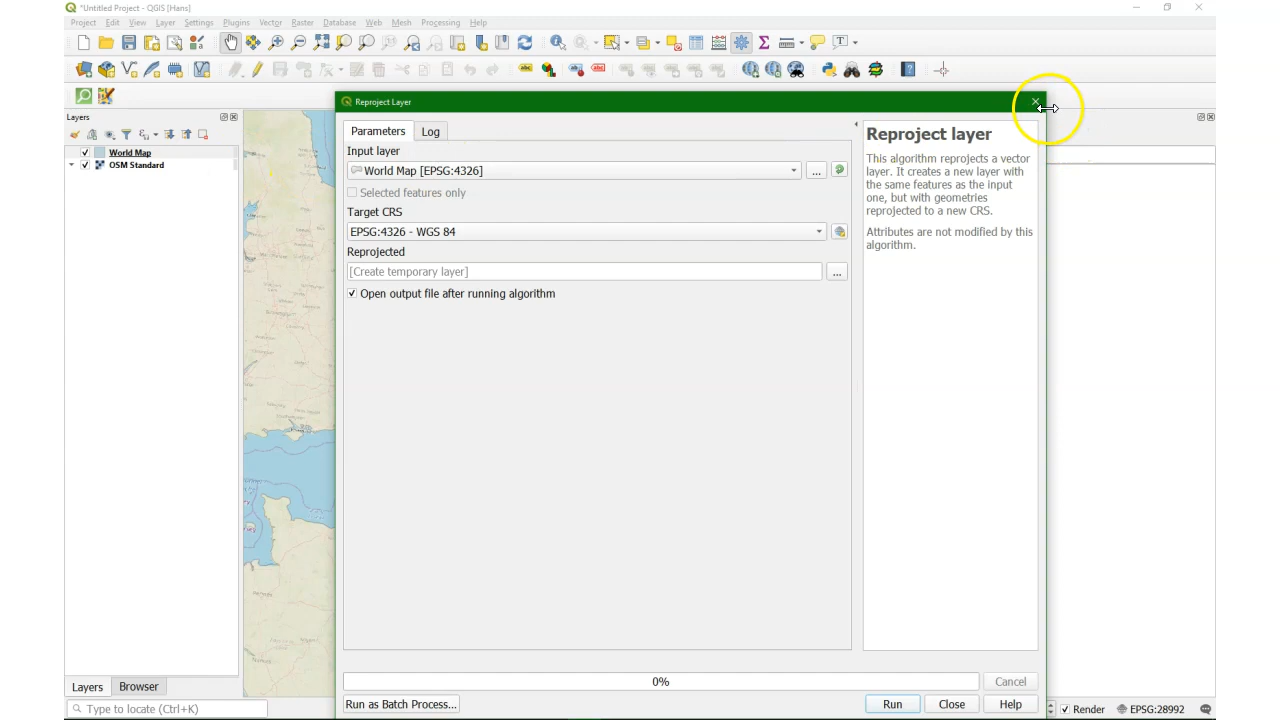 *Untitled Project - QGIS [Hans]
Project Edit View Layer Settings Plugins Vector Raster Database Web Mesh Processing Help
Layers
World Map
OSM Standard
Reproject Layer
Parameters Log
Input layer
World Map [EPSG:4326]
...
Selected features only
Target CRS
EPSG:4326 - WGS 84
Reprojected
[Create temporary layer]
...
Open output file after running algorithm
Reproject layer
This algorithm reprojects a vector
layer. It creates a new layer with
the same features as the input
one, but with geometries
reprojected to a new CRS.
Attributes are not modified by this
algorithm.
0%
Cancel
Run as Batch Process...
Run Close Help
Layers Browser
Type to locate (Ctrl+K)
Render EPSG:28992